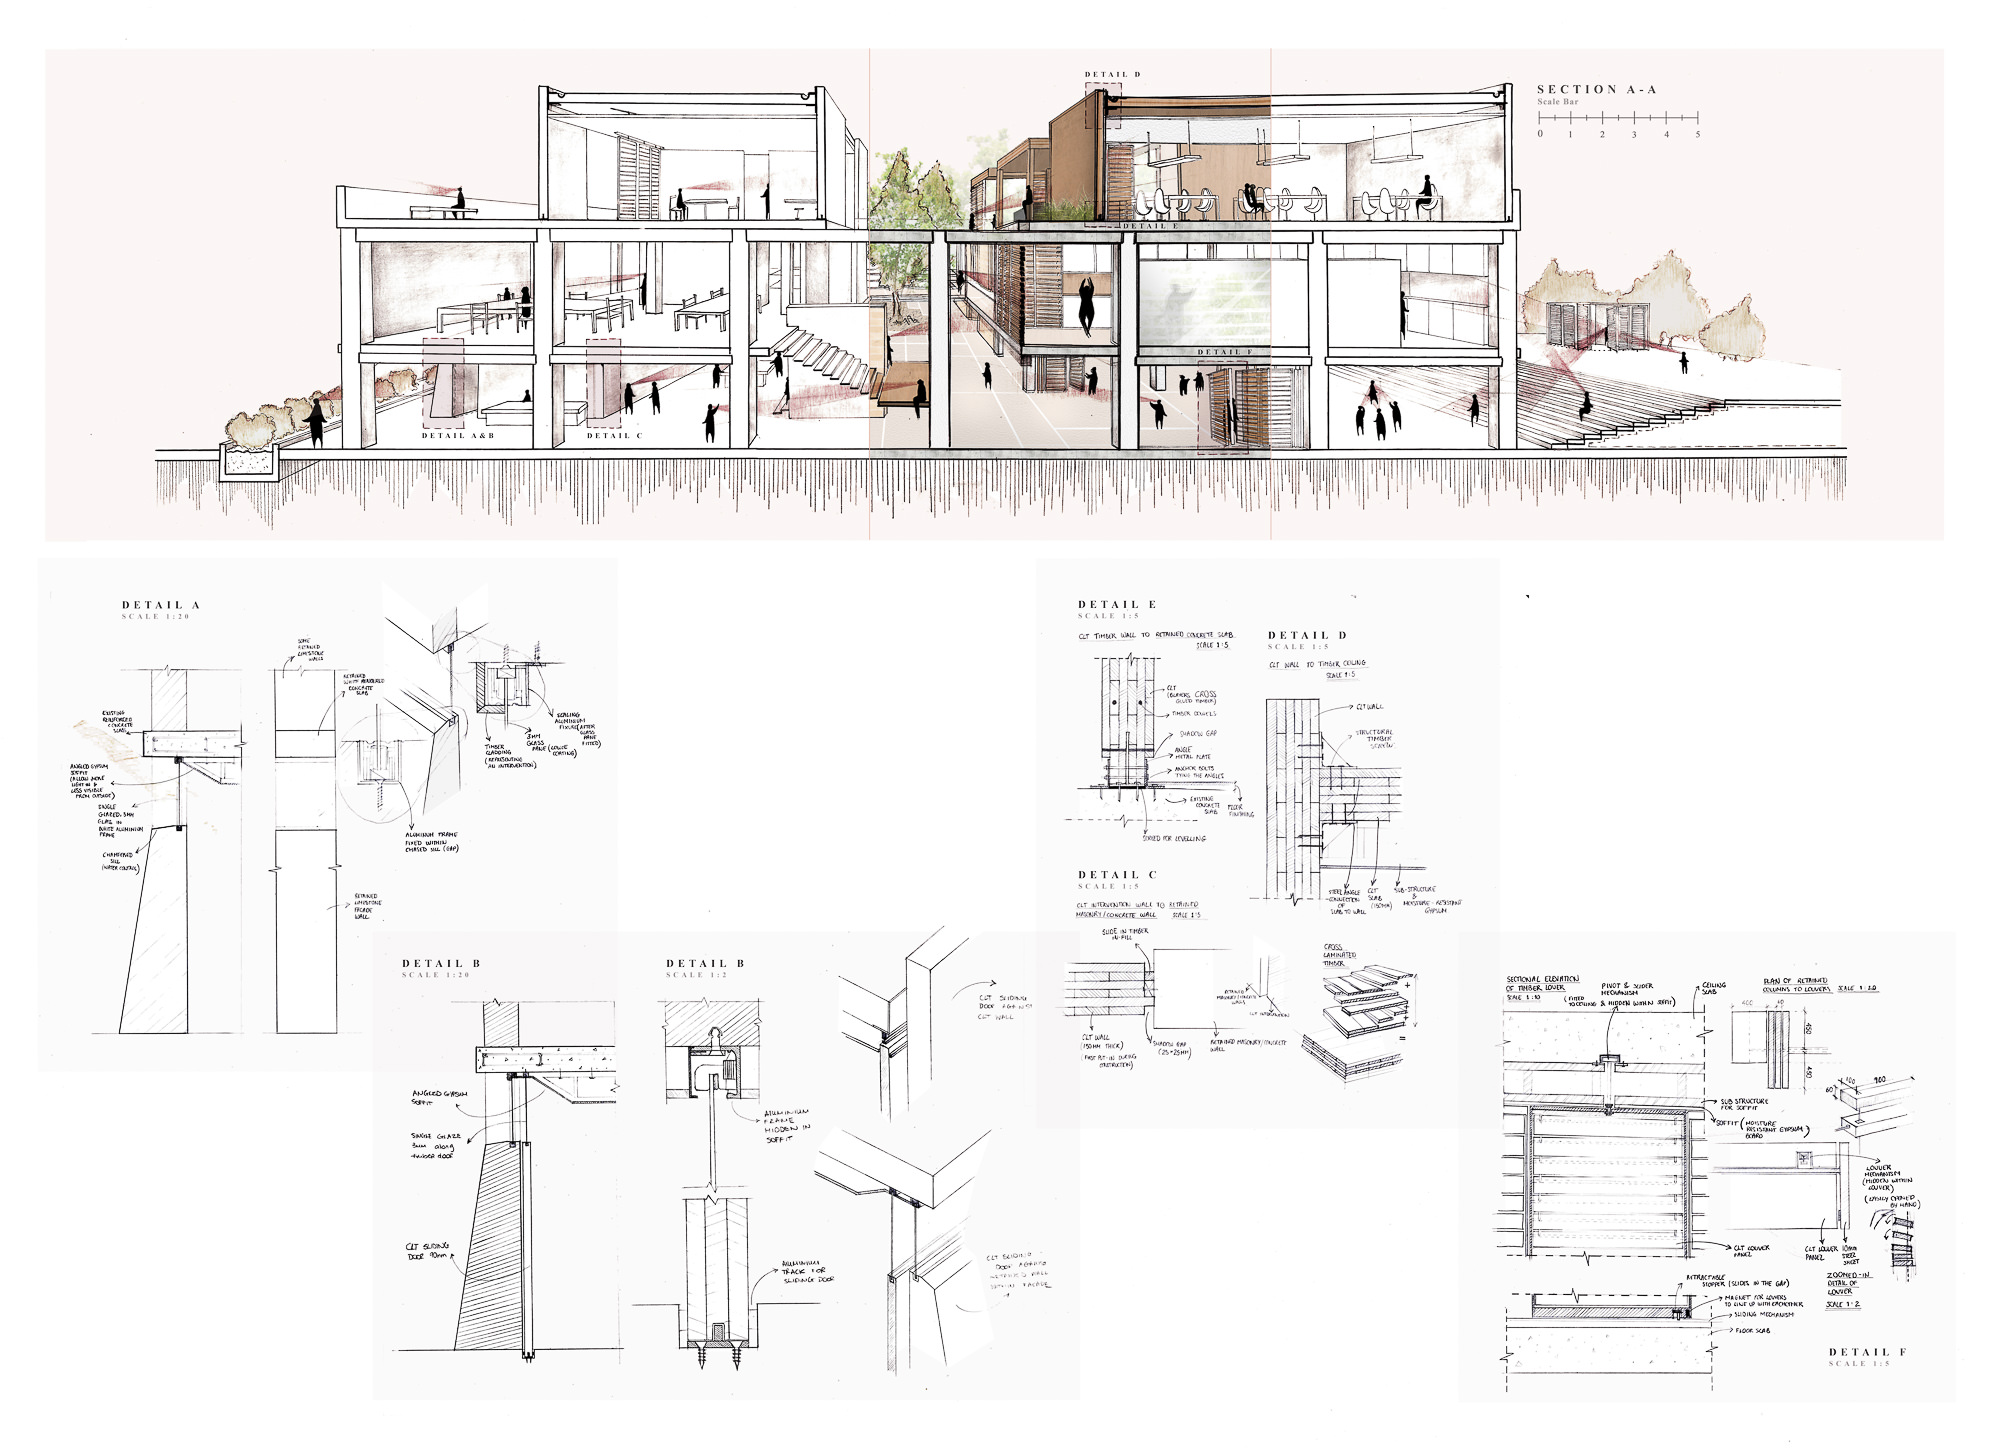 DETAIL D
SECTION A-A
Scale Bar
0 1 2 3 4 5
DETAIL E
DETAIL F
DETAIL A&B
DETAIL C
DETAIL A
SCALE 1:20
SOME
RETAINED
LIMESTONE
WALLS
RETAINED
WHITE RENDERED
CONCRETE
SLAB
EXISTING
REINFORCED
CONCRETE
SLAB
ANGLED GYPSUM
SOFFIT
(ALLOW MORE
LIGHT IN &
LESS VISIBLE
FROM OUTSIDE)
SINGLE
GLAZED, 3MM
IN
WHITE ALUMINIUM
FRAME
CHAMFERED
SILL
(WATER CONTROL)
RETAINED
LIMESTONE
FACADE
WALL
TIMBER
CLADDING
(REPRESENTING
AN INTERVENTION)
3MM
GLASS
PANE (LOW E
COATING)
SEALING
ALUMINIUM
FIXURE (AFTER
GLASS
PANE
FITTED)
ALUMINUM FRAME
FIXED WITHIN
CHASED SILL (GAP)
DETAIL B
SCALE 1:20
ANGLED GYPSUM
SOFFIT
SINGLE GLAZE
3mm along
timber door
CLT SLIDING
DOOR 90mm
DETAIL B
SCALE 1:2
ALUMINIUM
FRAME
HIDDEN IN
SOFFIT
ALUMINIUM
TRACK FOR
SLIDING DOOR
CLT SLIDING
DOOR AGAINST
CLT WALL
CLT SLIDING
DOOR AGAINST
WALL
FACADE
DETAIL E
SCALE 1:5
CLT TIMBER WALL TO RETAINED CONCRETE SLAB
SCALE 1:5
CLT
CROSS
GLUED TIMBER)
TIMBER DOWELS
SHADOW GAP
ANGLE
METAL PLATE
ANCHOR BOLTS
TYING THE ANGLES
EXISTING
CONCRETE
SLAB
FLOOR
FINISHING
SCREED FOR LEVELLING
DETAIL D
SCALE 1:5
CLT WALL TO TIMBER CEILING
SCALE 1:5
CLT WALL
STRUCTURAL
TIMBER
SCREW
STEEL ANGLE
CONNECTION
OF
SLAB TO WALL
CLT
SLAB
(150MM)
SUB-STRUCTURE
&
MOISTURE-RESISTANT
GYPSUM
DETAIL C
SCALE 1:5
CLT INTERVENTION WALL TO RETAINED
MASONRY/CONCRETE WALL SCALE 1:5
SLIDE IN TIMBER
IN-FILL
CLT WALL
(150MM THICK)
(FIRST PUT-IN DURING
CONSTRUCTION)
SHADOW GAP
(25×25MM)
RETAINED MASONRY/CONCRETE
WALL
RETAINED
MASONRY/CONCRETE
WALLS
CLT INTERVENTION
CROSS
LAMINATED
TIMBER
SECTIONAL ELEVATION
OF TIMBER LOUVER
SCALE 1:10
PIVOT & SLIDER
MECHANISM
(FITTED
TO CEILING & HIDDEN WITHIN SOFFIT)
CEILING
SLAB
PLAN OF RETAINED
COLUMNS TO LOUVERS SCALE 1:20
400
450
450
60
100
900
SUB STRUCTURE
FOR SOFFIT
SOFFIT (MOISTURE
RESISTANT GYPSUM)
BOARD
LOUVER
MECHANISM
(HIDDEN WITHIN
LOUVER)
(EASILY OPENED
BY HAND)
CLT LOUVER
PANEL
CLT LOUVER
PANEL
10MM
STEEL
SHEET
ZOOMED-IN
DETAIL OF
LOUVER
SCALE 1:2
RETRACTABLE
STOPPER (SLIDES IN THE GAP)
MAGNET FOR LOUVERS
TO LINE UP WITH EACHOTHER
SLIDING MECHANISM
FLOOR SLAB
DETAIL F
SCALE 1:5